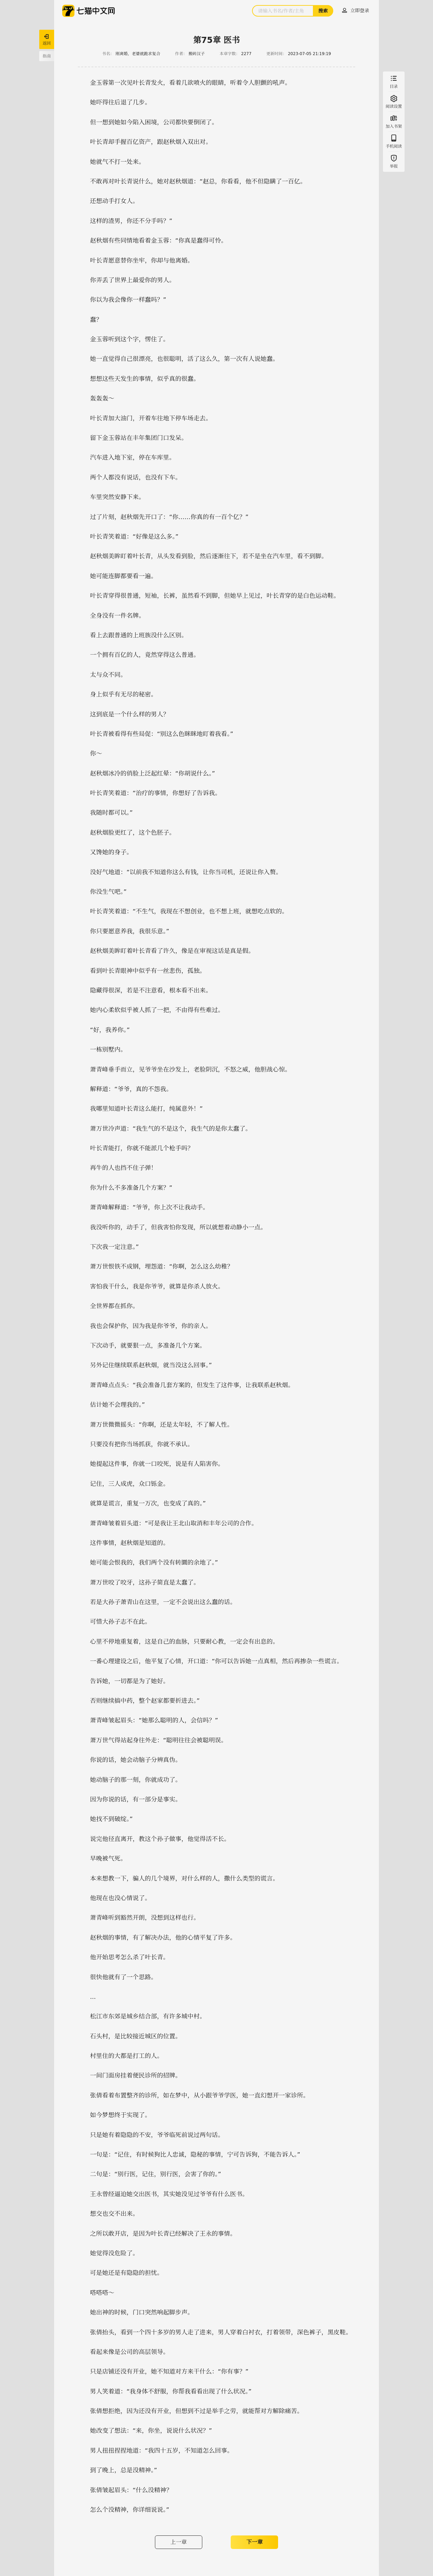 七猫中文网
搜索
立即登录
返回
目录
阅读设置
加入书架
手机阅读
举报
第75章 医书
本章字数： 2277
更新时间： 2023-07-05 21:19:19
金玉蓉第一次见叶长青发火，看着几欲喷火的眼睛，听着令人胆颤的吼声。
她吓得往后退了几步。
但一想到她如今陷入困境，公司都快要倒闭了。
叶长青却手握百亿资产，跟赵秋烟入双出对。
她就气不打一处来。
不敢再对叶长青说什么，她对赵秋烟道：“赵总，你看看，他不但隐瞒了一百亿。
还想动手打女人。
这样的渣男，你还不分手吗？”
赵秋烟有些同情地看着金玉蓉：“你真是蠢得可怜。
叶长青愿意替你坐牢，你却与他离婚。
你弄丢了世界上最爱你的男人。
你以为我会像你一样蠢吗？”
蠢？
金玉蓉听到这个字，愣住了。
她一直觉得自己很漂亮，也很聪明，活了这么久，第一次有人说她蠢。
想想这些天发生的事情，似乎真的很蠢。
轰轰轰～
叶长青加大油门，开着车往地下停车场走去。
留下金玉蓉站在丰年集团门口发呆。
汽车进入地下室，停在车库里。
两个人都没有说话，也没有下车。
车里突然安静下来。
过了片刻，赵秋烟先开口了：“你……你真的有一百个亿？”
叶长青笑着道：“好像是这么多。”
赵秋烟美眸盯着叶长青，从头发看到脸，然后逐渐往下，若不是坐在汽车里，看不到脚。
她可能连脚都要看一遍。
叶长青穿得很普通，短袖，长裤，虽然看不到脚，但她早上见过，叶长青穿的是白色运动鞋。
全身没有一件名牌。
看上去跟普通的上班族没什么区别。
一个拥有百亿的人，竟然穿得这么普通。
太与众不同。
身上似乎有无尽的秘密。
这到底是一个什么样的男人？
叶长青被看得有些局促：“别这么色眯眯地盯着我看。”
你～
赵秋烟冰冷的俏脸上泛起红晕：“你胡说什么。”
叶长青笑着道：“治疗的事情，你想好了告诉我。
我随时都可以。”
赵秋烟脸更红了，这个色胚子。
又馋她的身子。
没好气地道：“以前我不知道你这么有钱，让你当司机，还说让你入赘。
你没生气吧。”
叶长青笑着道：“不生气，我现在不想创业，也不想上班，就想吃点软的。
你只要愿意养我，我很乐意。”
赵秋烟美眸盯着叶长青看了许久，像是在审视这话是真是假。
看到叶长青眼神中似乎有一丝悲伤，孤独。
隐藏得很深，若是不注意看，根本看不出来。
她内心柔软似乎被人抓了一把，不由得有些难过。
“好，我养你。”
一栋别墅内。
萧青峰垂手而立，见爷爷坐在沙发上，老脸阴沉，不怒之威，他胆战心惊。
解释道：“爷爷，真的不怨我。
我哪里知道叶长青这么能打，纯属意外！”
萧万世冷声道：“我生气的不是这个，我生气的是你太蠢了。
叶长青能打，你就不能派几个枪手吗？
再牛的人也挡不住子弹！
你为什么不多准备几个方案？”
萧青峰解释道：“爷爷，你上次不让我动手。
我没听你的，动手了，但我害怕你发现，所以就想着动静小一点。
下次我一定注意。”
萧万世恨铁不成钢，埋怨道：“你啊，怎么这么幼稚？
害怕我干什么，我是你爷爷，就算是你杀人放火。
全世界都在抓你。
我也会保护你，因为我是你爷爷，你的亲人。
下次动手，就要狠一点，多准备几个方案。
另外记住继续联系赵秋烟，就当没这么回事。”
萧青峰点点头：“我会准备几套方案的，但发生了这件事，让我联系赵秋烟。
估计她不会理我的。”
萧万世微微摇头：“你啊，还是太年轻，不了解人性。
只要没有把你当场抓获，你就不承认。
她提起这件事，你就一口咬死，说是有人陷害你。
记住，三人成虎，众口铄金。
就算是谎言，重复一万次，也变成了真的。”
萧青峰皱着眉头道：“可是我让王北山取消和丰年公司的合作。
这件事情，赵秋烟是知道的。
她可能会恨我的，我们两个没有转圜的余地了。”
萧万世咬了咬牙，这孙子简直是太蠢了。
若是大孙子萧青山在这里，一定不会说出这么蠢的话。
可惜大孙子志不在此。
心里不停地重复着，这是自己的血脉，只要耐心教，一定会有出息的。
一番心理建设之后，他平复了心情，开口道：“你可以告诉她一点真相，然后再掺杂一些谎言。
告诉她，一切都是为了她好。
否则继续搞中药，整个赵家都要折进去。”
萧青峰皱起眉头：“她那么聪明的人，会信吗？”
萧万世气得站起身往外走：“聪明往往会被聪明误。
你说的话，她会动脑子分辨真伪。
她动脑子的那一刻，你就成功了。
因为你说的话，有一部分是事实。
她找不到破绽。”
说完他径直离开，教这个孙子做事，他觉得活不长。
早晚被气死。
本来想教一下，骗人的几个境界，对什么样的人，撒什么类型的谎言。
他现在也没心情说了。
萧青峰听到豁然开朗，没想到这样也行。
赵秋烟的事情，有了解决办法，他的心情平复了许多。
他开始思考怎么杀了叶长青。
很快他就有了一个思路。
……
松江市东郊是城乡结合部，有许多城中村。
石头村，是比较接近城区的位置。
村里住的大都是打工的人。
一间门面房挂着便民诊所的招牌。
张倩看着布置整齐的诊所，如在梦中，从小跟爷爷学医，她一直幻想开一家诊所。
如今梦想终于实现了。
只是她有着隐隐的不安，爷爷临死前说过两句话。
一句是：“记住，有时候狗比人忠诚，隐秘的事情，宁可告诉狗，不能告诉人。”
二句是：“别行医，记住，别行医，会害了你的。”
王永曾经逼迫她交出医书，其实她没见过爷爷有什么医书。
想交也交不出来。
之所以敢开店，是因为叶长青已经解决了王永的事情。
她觉得没危险了。
可是她还是有隐隐的担忧。
嗒嗒嗒～
她出神的时候，门口突然响起脚步声。
张倩抬头，看到一个四十多岁的男人走了进来，男人穿着白衬衣，打着领带，深色裤子，黑皮鞋。
看起来像是公司的高层领导。
只是店铺还没有开业，她不知道对方来干什么：“你有事？”
男人笑着道：“我身体不舒服，你帮我看看出现了什么状况。”
张倩想拒绝，因为还没有开业，但想到不过是举手之劳，就能帮对方解除痛苦。
她改变了想法：“来，你坐，说说什么状况？”
男人扭扭捏捏地道：“我四十五岁，不知道怎么回事。
到了晚上，总是没精神。”
张倩皱起眉头：“什么没精神？
怎么个没精神，你详细说说。”
上一章
下一章